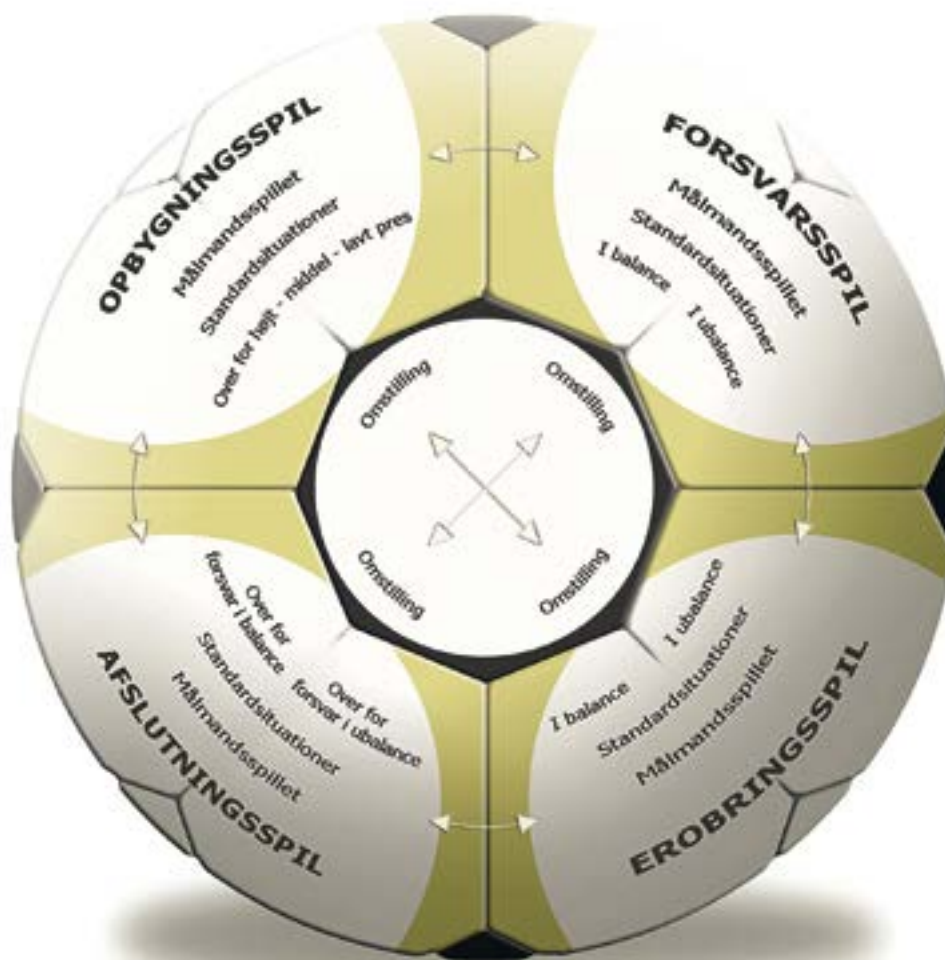 OPBYGNINGSSPIL
Målmandsspillet
Standardsituationer
Over for højt - middel - lavt pres
FORSVARSSPIL
Målmandsspillet
Standardsituationer
I balance
I ubalance
Omstilling
Omstilling
Omstilling
Omstilling
Over for
forsvar i balance
Over for
forsvar i ubalance
Standardsituationer
Målmandsspillet
AFSLUTNINGSSPIL
I balance
I ubalance
Standardsituationer
Målmandsspillet
EROBRINGSSPIL